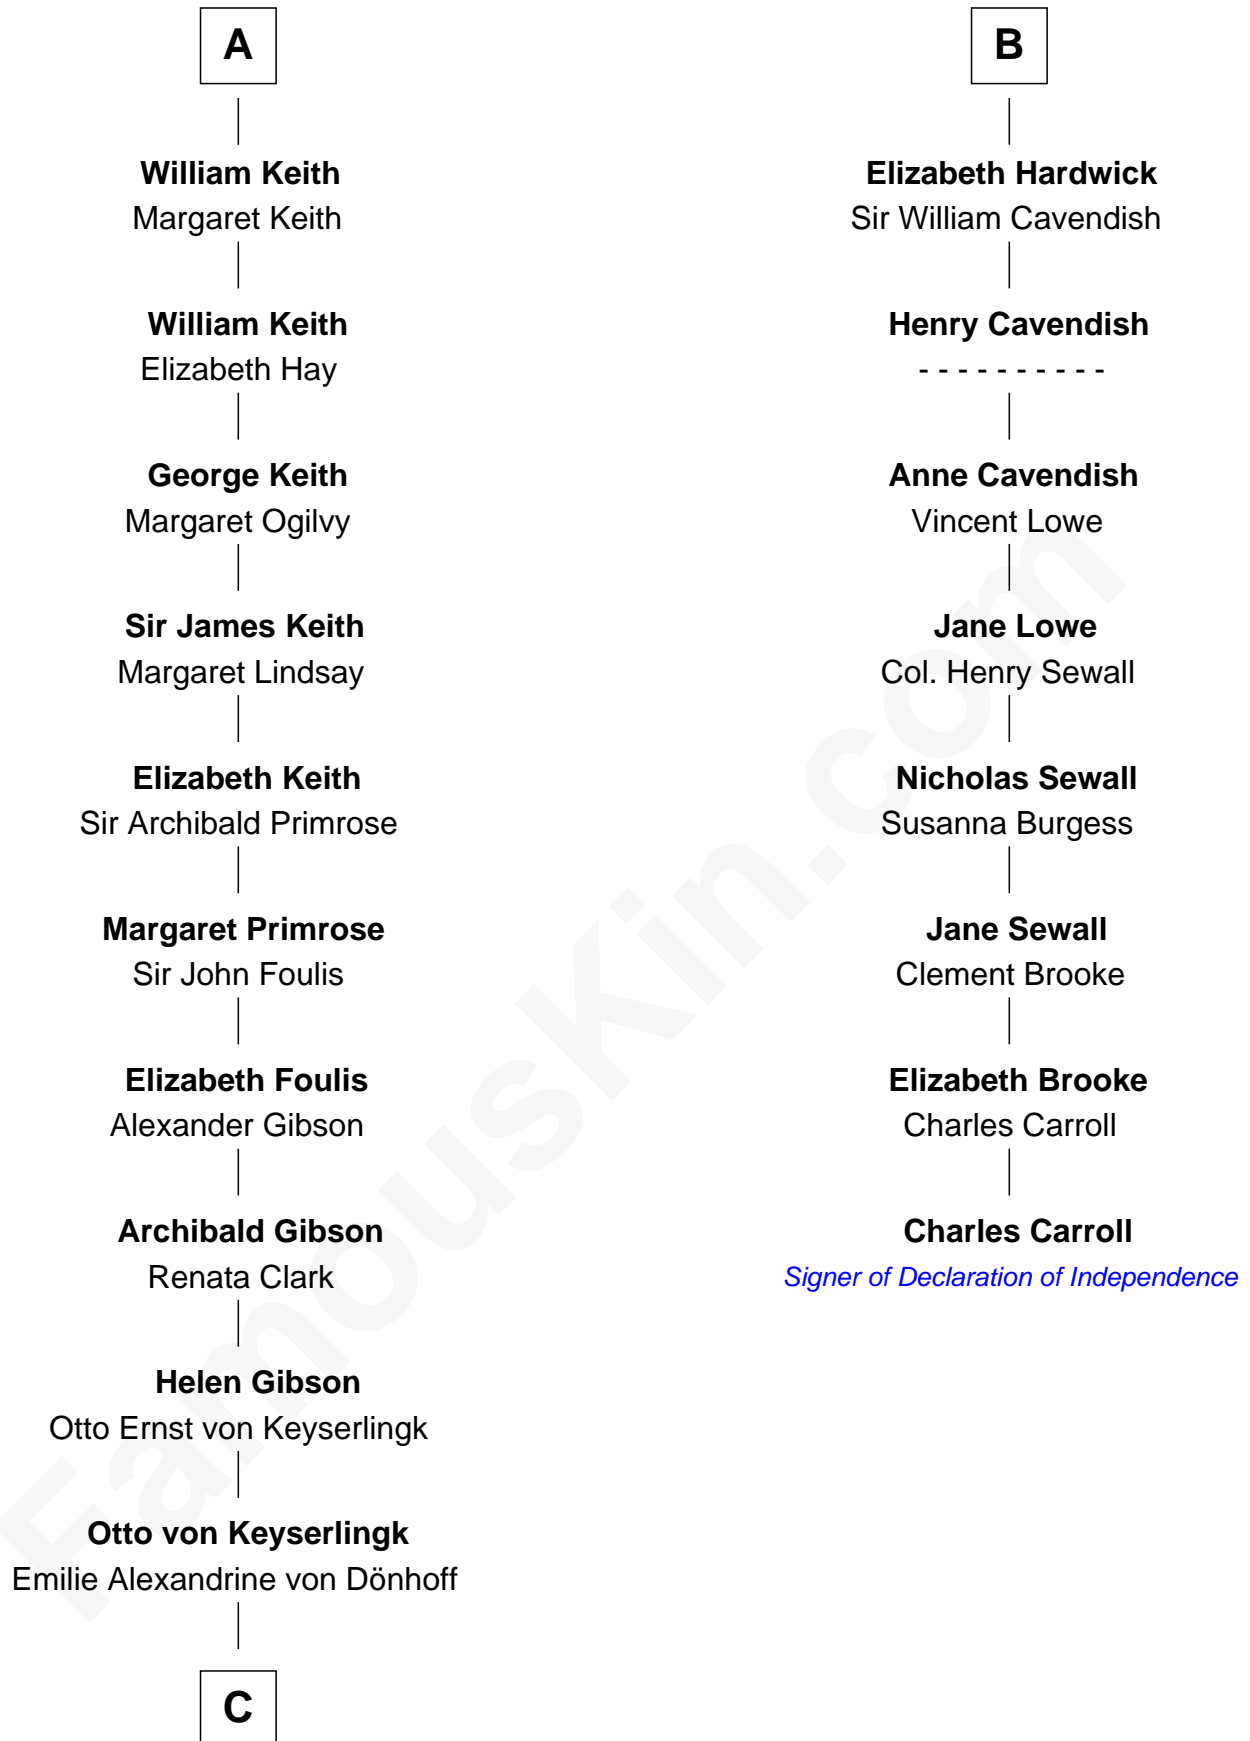 A
William Keith
Margaret Keith
William Keith
Elizabeth Hay
George Keith
Margaret Ogilvy
Sir James Keith
Margaret Lindsay
Elizabeth Keith
Sir Archibald Primrose
Margaret Primrose
Sir John Foulis
Elizabeth Foulis
Alexander Gibson
Archibald Gibson
Renata Clark
Helen Gibson
Otto Ernst von Keyserlingk
Otto von Keyserlingk
Emilie Alexandrine von Dönhoff
C
B
Elizabeth Hardwick
Sir William Cavendish
Henry Cavendish
- - - - - - - - - -
Anne Cavendish
Vincent Lowe
Jane Lowe
Col. Henry Sewall
Nicholas Sewall
Susanna Burgess
Jane Sewall
Clement Brooke
Elizabeth Brooke
Charles Carroll
Charles Carroll
Signer of Declaration of Independence
FamousKin.com